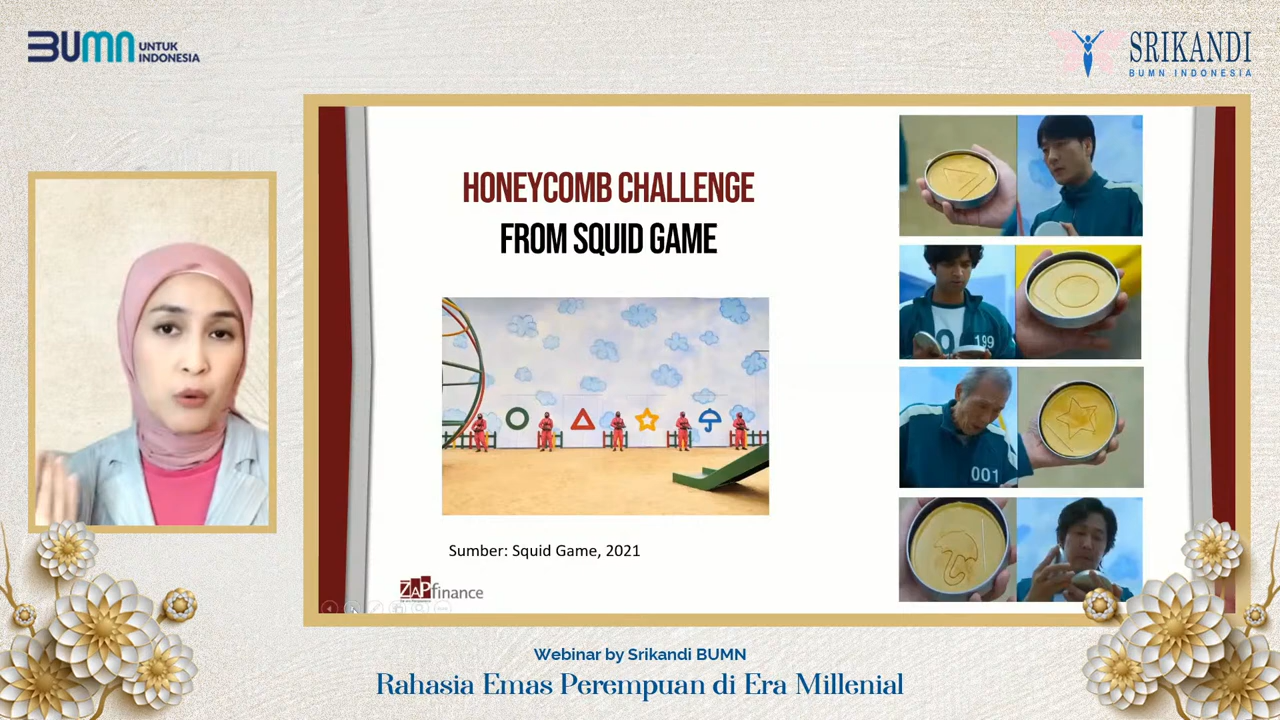 BUMN UNTUK
INDONESIA
SRIKANDI
BUMN INDONESIA
HONEYCOMB CHALLENGE
FROM SQUID GAME
199
001
Sumber: Squid Game, 2021
ZAPfinance
Webinar by Srikandi BUMN
Rahasia Emas Perempuan di Era Millenial